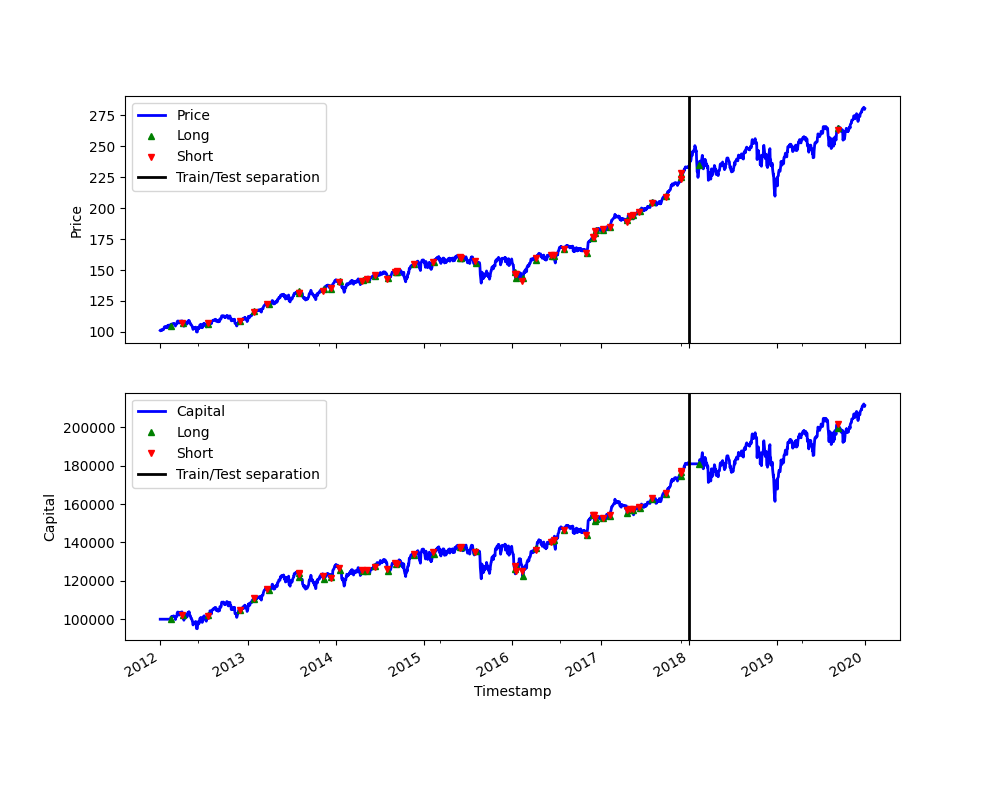 275
250
225
200
175
150
125
100
Price
Price
Long
Short
Train/Test separation
200000
180000
160000
140000
120000
100000
Capital
Capital
Long
Short
Train/Test separation
2012
2013
2014
2015
2016
2017
2018
2019
2020
Timestamp